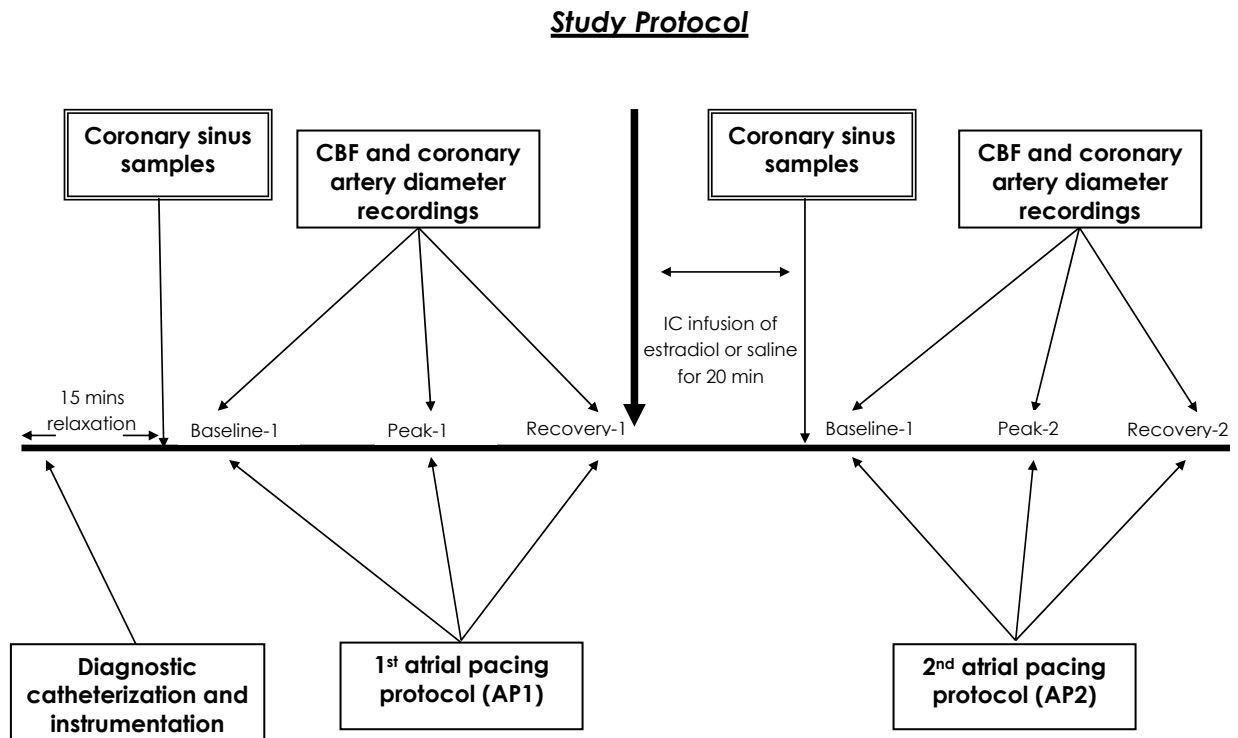 Study Protocol
Coronary sinus
samples
CBF and coronary
artery diameter
recordings
Coronary sinus
samples
CBF and coronary
artery diameter
recordings
IC infusion of
estradiol or saline
for 20 min
15 mins
relaxation
Baseline-1
Peak-1
Recovery-1
Baseline-1
Peak-2
Recovery-2
Diagnostic
catheterization and
instrumentation
1st atrial pacing
protocol (AP1)
2nd atrial pacing
protocol (AP2)